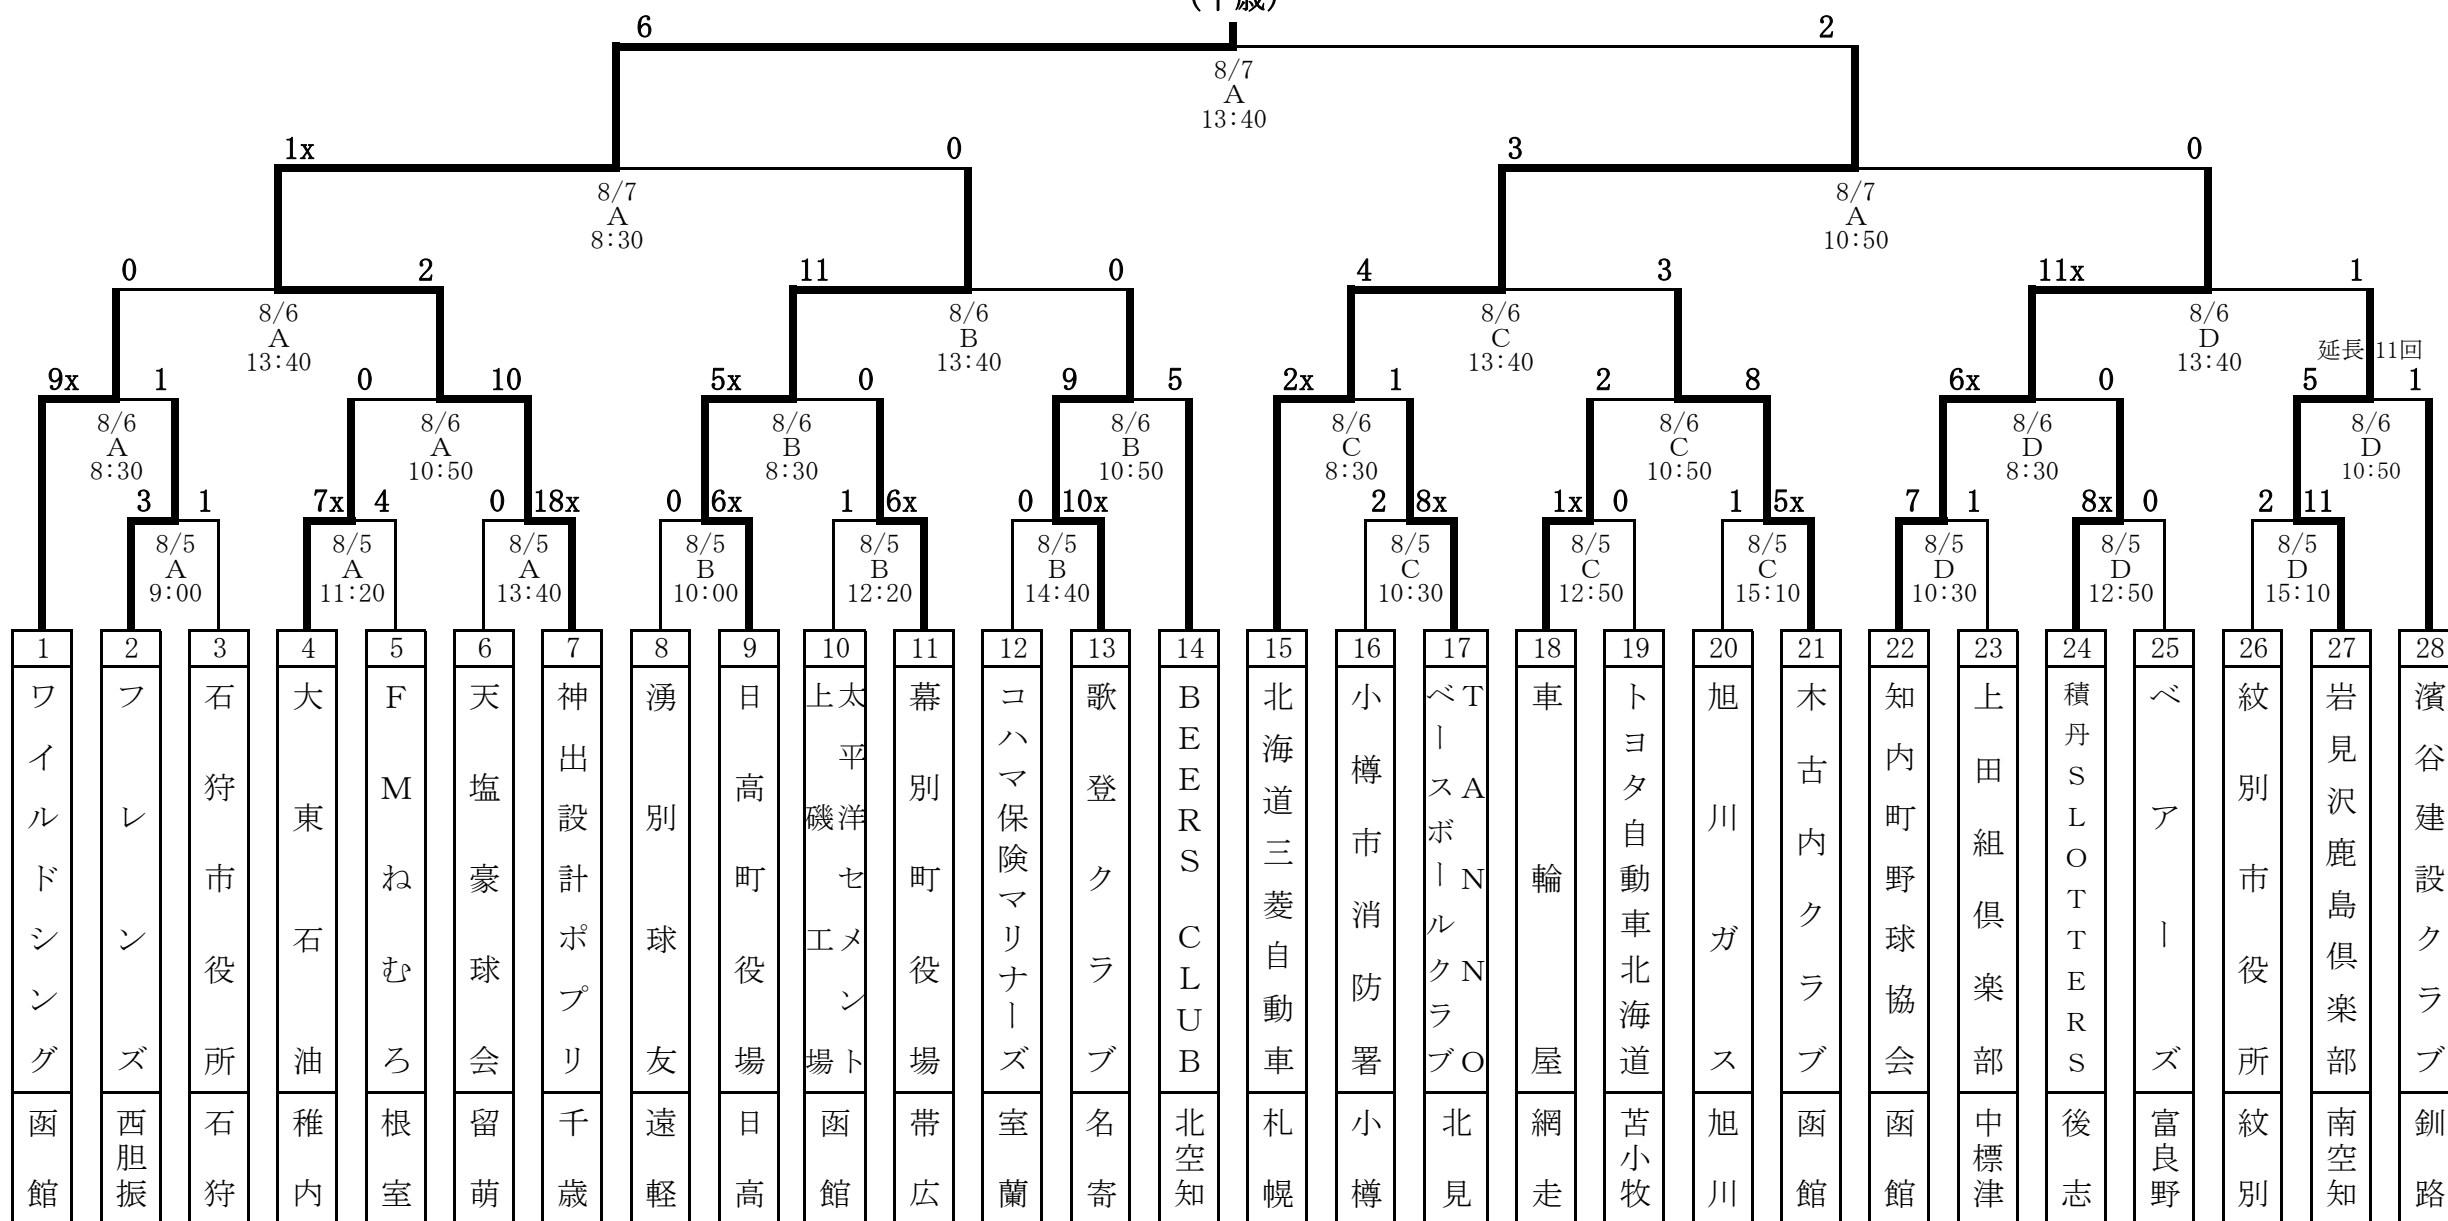 (千歳)
6 2
8/7
A
13:40
1x 0 3 0
8/7 8/7
A A
8:30 10:50
0 2 11 0 4 3 11x 1
8/6 8/6 8/6 8/6
A B C D
13:40 13:40 13:40 13:40
延長 11回
9x 1 0 10 5x 0 9 5 2x 1 2 8 6x 0 5 1
8/6 8/6 8/6 8/6 8/6 8/6 8/6 8/6
A A B B C C D D
8:30 10:50 8:30 10:50 8:30 10:50 8:30 10:50
3 1 7x 4 0 18x 0 6x 1 6x 0 10x 2 8x 1x 0 1 5x 7 1 8x 0 2 11
8/5 8/5 8/5 8/5 8/5 8/5 8/5 8/5 8/5 8/5 8/5 8/5
A A A B B B C C C D D D
9:00 11:20 13:40 10:00 12:20 14:40 10:30 12:50 15:10 10:30 12:50 15:10
1 2 3 4 5 6 7 8 9 10 11 12 13 14 15 16 17 18 19 20 21 22 23 24 25 26 27 28
ワイルドシング
フレンズ
石狩市役所
大東石油
FMねむろ
天塩豪球会
神出設計ポプリ
湧別球友
日高町役場
太平洋セメント
上磯工場
幕別町役場
コハマ保険マリナーズ
歌登クラブ
BEERS CLUB
北海道三菱自動車
小樽市消防署
TANNNO
ベースボールクラブ
車輪屋
トヨタ自動車北海道
旭川ガス
木古内クラブ
知内町野球協会
上田組倶楽部
積丹SLOTTERS
ベアーズ
紋別市役所
岩見沢鹿島倶楽部
濱谷建設クラブ
函館
西胆振
石狩
稚内
根室
留萌
千歳
遠軽
日高
函館
帯広
室蘭
名寄
北空知
札幌
小樽
北見
網走
苫小牧
旭川
函館
函館
中標津
後志
富良野
紋別
南空知
釧路